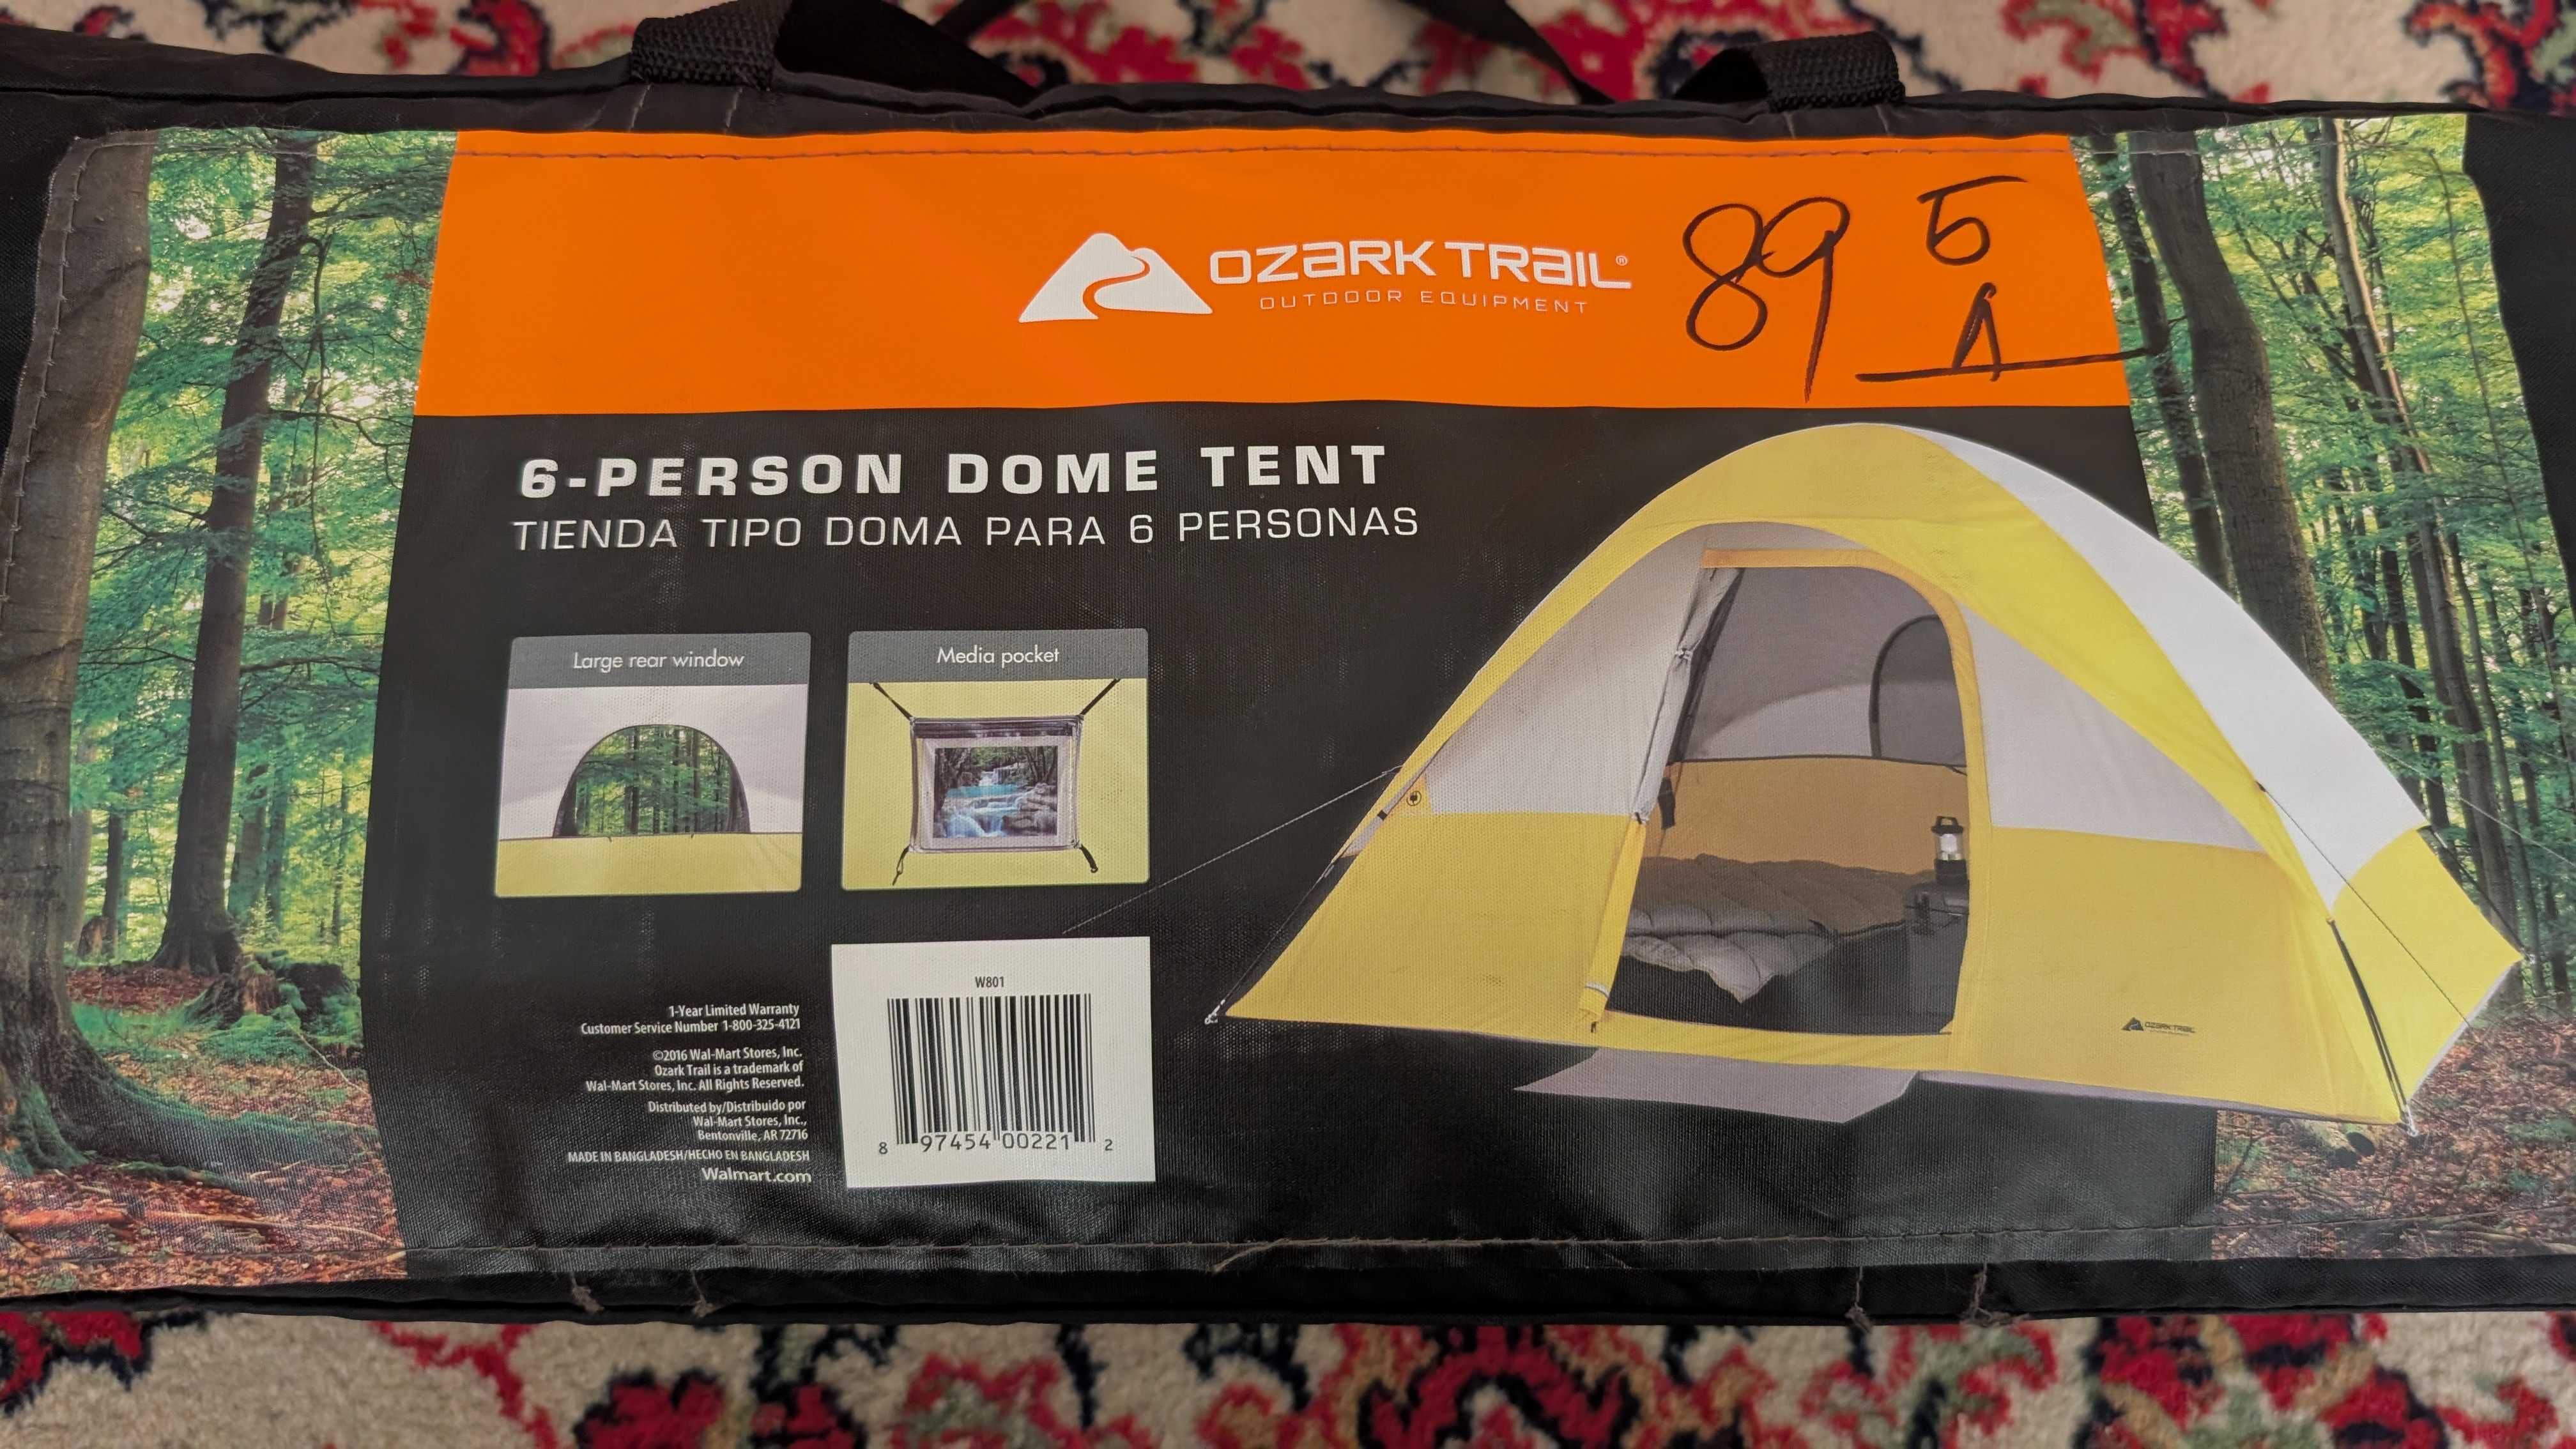 OZARK TRAIL®
OUTDOOR EQUIPMENT
89 5
1
6-PERSON DOME TENT
TIENDA TIPO DOMA PARA 6 PERSONAS
Large rear window
Media pocket
1-Year Limited Warranty
Customer Service Number 1-800-325-4121
©2016 Wal-Mart Stores, Inc.
Ozark Trail is a trademark of
Wal-Mart Stores, Inc. All Rights Reserved.
Distributed by/Distribuido por
Wal-Mart Stores, Inc.,
Bentonville, AR 72716
MADE IN BANGLADESH/HECHO EN BANGLADESH
Walmart.com
W801
8 97454 00221 2
OZARK TRAIL